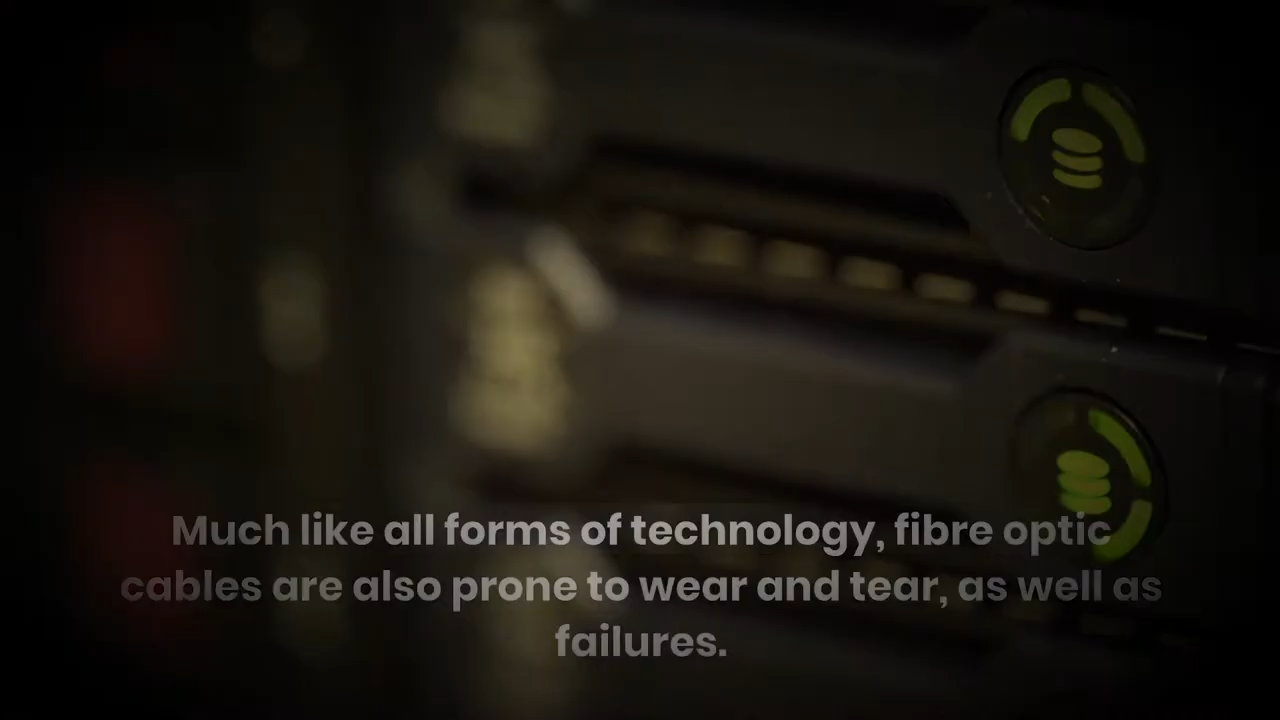 Much like all forms of technology, fibre optic
cables are also prone to wear and tear, as well as
failures.